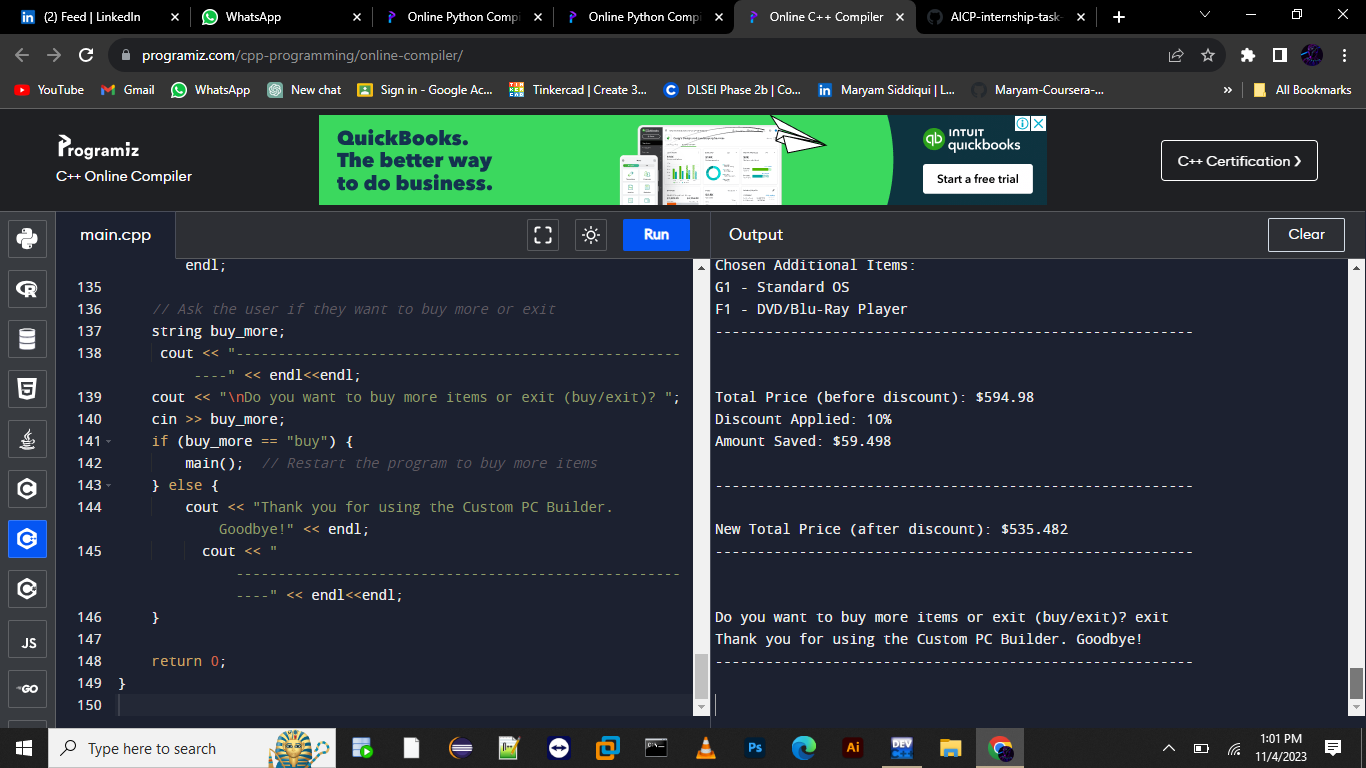 (2) Feed | LinkedIn
WhatsApp
Online Python Compi
Online Python Compi
Online C++ Compiler
AICP-internship-task-
programiz.com/cpp-programming/online-compiler/
YouTube
Gmail
WhatsApp
New chat
Sign in - Google Ac...
Tinkercad | Create 3...
DLSEI Phase 2b | Co...
Maryam Siddiqui | L...
Maryam-Coursera-...
»
All Bookmarks
Programiz
C++ Online Compiler
QuickBooks.
The better way
to do business.
INTUIT
quickbooks
Start a free trial
C++ Certification ❯
main.cpp
Run
Output
Clear
endl;
135
136 // Ask the user if they want to buy more or exit
137 string buy_more;
138 cout << "-----------------------------------------------------
----" << endl<<endl;
139 cout << "\nDo you want to buy more items or exit (buy/exit)? ";
140 cin >> buy_more;
141 if (buy_more == "buy") {
142 main();  // Restart the program to buy more items
143 } else {
144 cout << "Thank you for using the Custom PC Builder.
Goodbye!" << endl;
145 cout << "
-----------------------------------------------------
----" << endl<<endl;
146 }
147
148 return 0;
149 }
150
Chosen Additional Items:
G1 - Standard OS
F1 - DVD/Blu-Ray Player
---------------------------------------------------------
Total Price (before discount): $594.98
Discount Applied: 10%
Amount Saved: $59.498
---------------------------------------------------------
New Total Price (after discount): $535.482
---------------------------------------------------------
Do you want to buy more items or exit (buy/exit)? exit
Thank you for using the Custom PC Builder. Goodbye!
---------------------------------------------------------
JS
GO
Type here to search
Ps
Ai
DEV
1:01 PM
11/4/2023